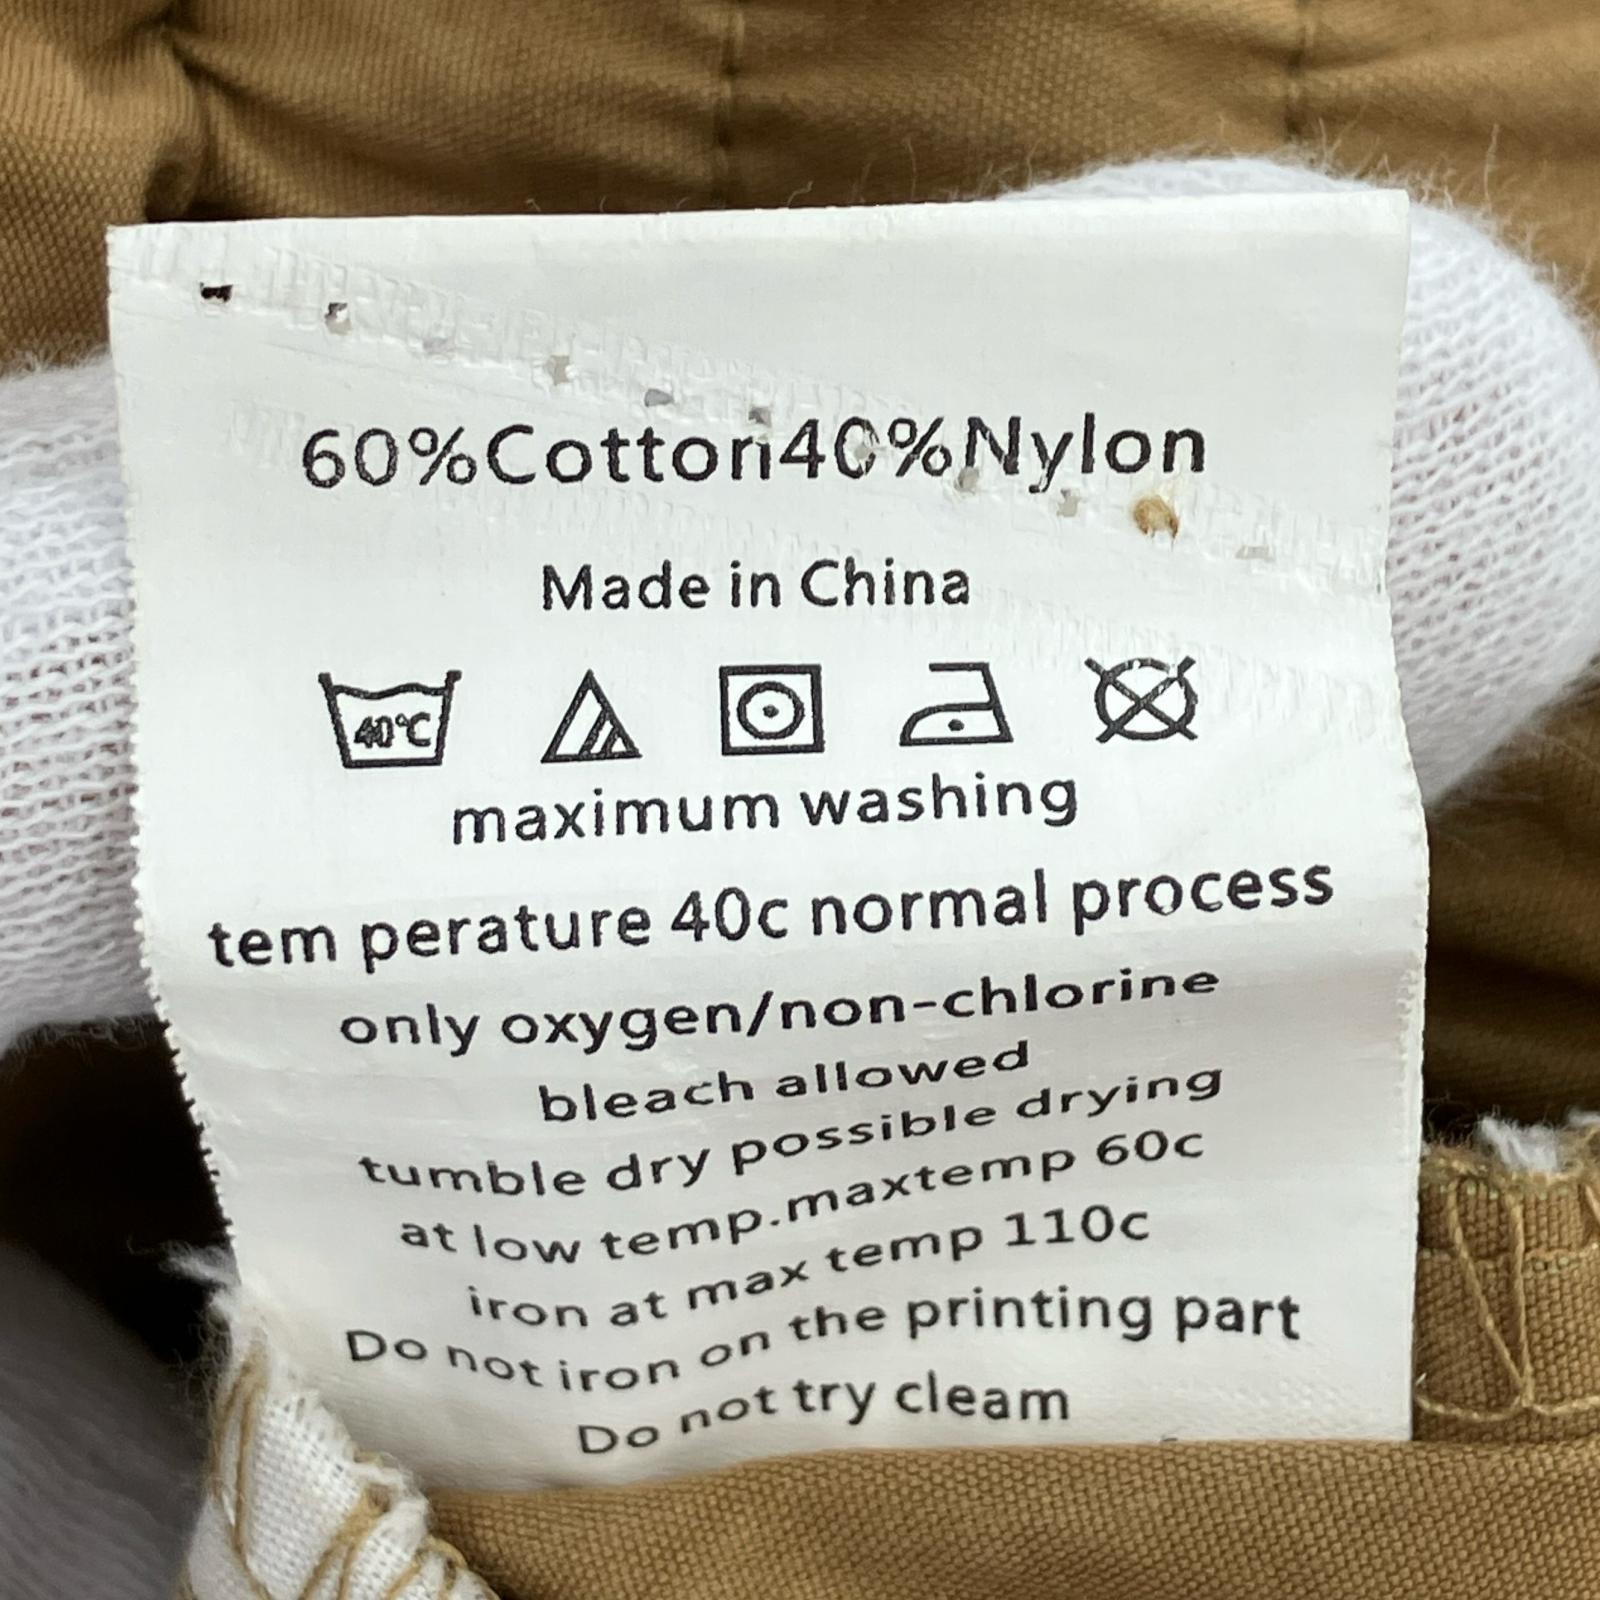 60%Cotton40%Nylon
Made in China
40°C
maximum washing
tem perature 40c normal process
only oxygen/non-chlorine
bleach allowed
tumble dry possible drying
at low temp.maxtemp 60c
iron at max temp 110c
Do not iron on the printing part
Do not try cleam